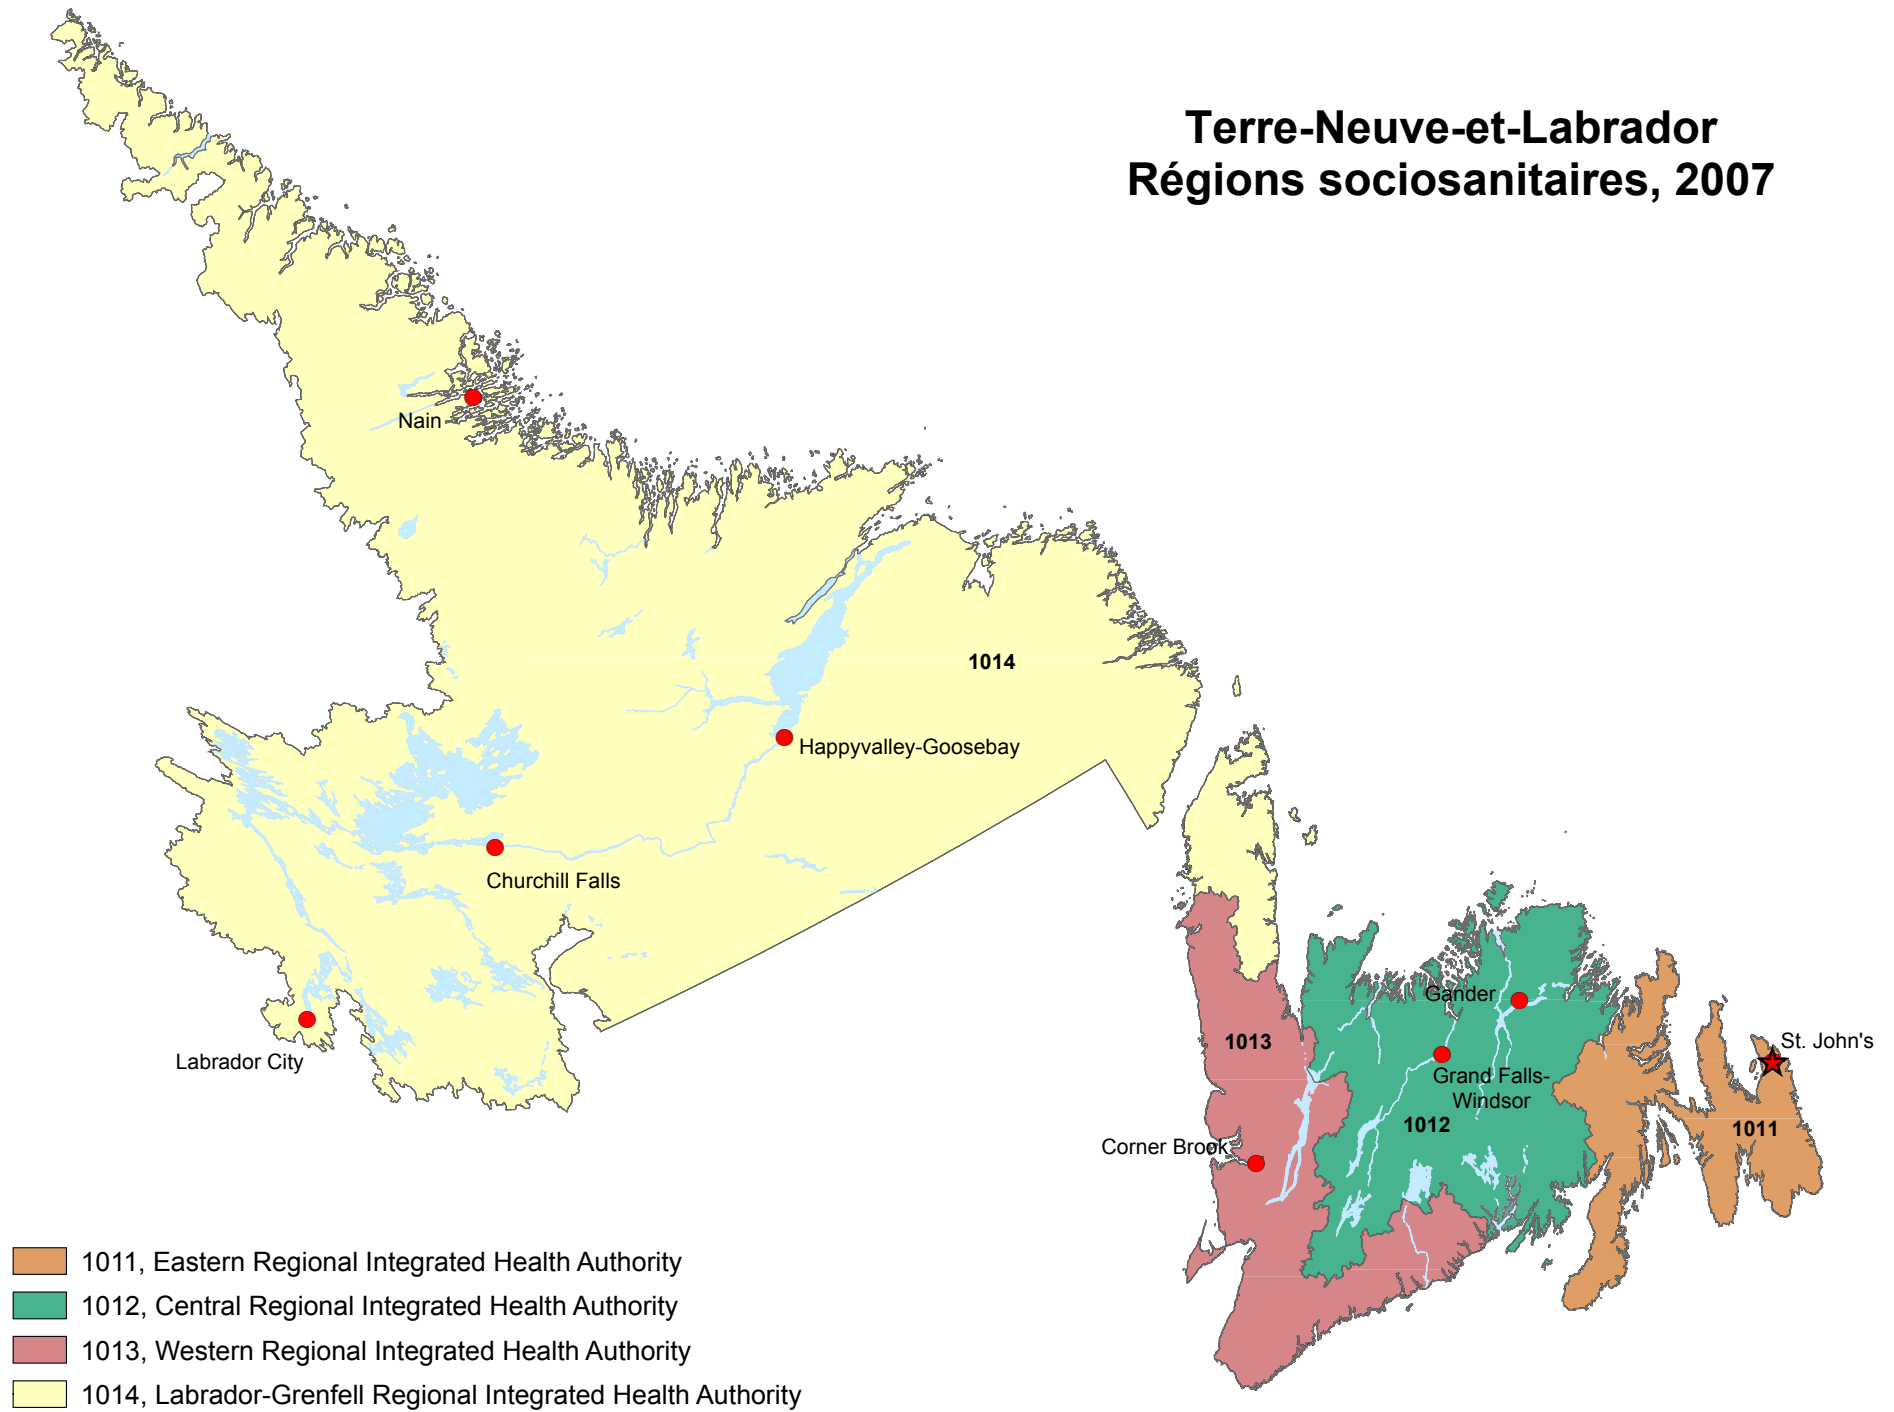 Terre-Neuve-et-Labrador
Régions sociosanitaires, 2007
Nain
1014
Happyvalley-Goosebay
Churchill Falls
Labrador City
Gander
1013
St. John's
Grand Falls-
Windsor
1012
1011
Corner Brook
1011, Eastern Regional Integrated Health Authority
1012, Central Regional Integrated Health Authority
1013, Western Regional Integrated Health Authority
1014, Labrador-Grenfell Regional Integrated Health Authority